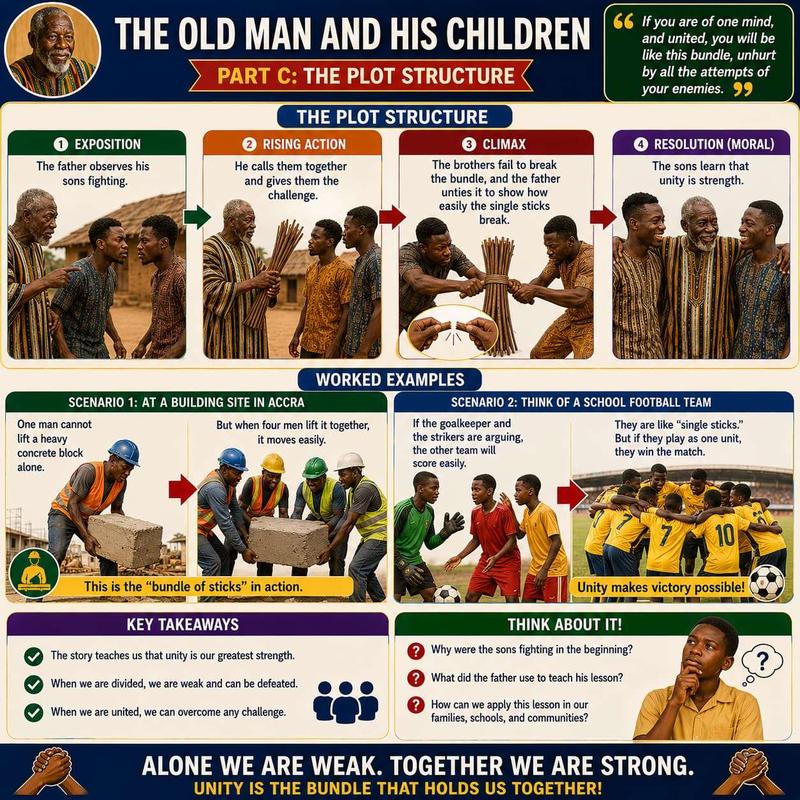 THE OLD MAN AND HIS CHILDREN
PART C: THE PLOT STRUCTURE
“ If you are of one mind,
and united, you will be
like this bundle, unhurt
by all the attempts of
your enemies. ”
THE PLOT STRUCTURE
1 EXPOSITION
The father observes his
sons fighting.
2 RISING ACTION
He calls them together
and gives them the
challenge.
3 CLIMAX
The brothers fail to break
the bundle, and the father
unties it to show how
easily the single sticks
break.
4 RESOLUTION (MORAL)
The sons learn that
unity is strength.
WORKED EXAMPLES
SCENARIO 1: AT A BUILDING SITE IN ACCRA
One man cannot
lift a heavy
concrete block
alone.
But when four men lift it together,
it moves easily.
This is the “bundle of sticks” in action.
SCENARIO 2: THINK OF A SCHOOL FOOTBALL TEAM
If the goalkeeper and
the strikers are arguing,
the other team will
score easily.
They are like “single sticks.”
But if they play as one unit,
they win the match.
7
7
7
10
Unity makes victory possible!
KEY TAKEAWAYS
The story teaches us that unity is our greatest strength.
When we are divided, we are weak and can be defeated.
When we are united, we can overcome any challenge.
THINK ABOUT IT!
? Why were the sons fighting in the beginning?
? What did the father use to teach his lesson?
? How can we apply this lesson in our
families, schools, and communities?
?
ALONE WE ARE WEAK. TOGETHER WE ARE STRONG.
UNITY IS THE BUNDLE THAT HOLDS US TOGETHER!